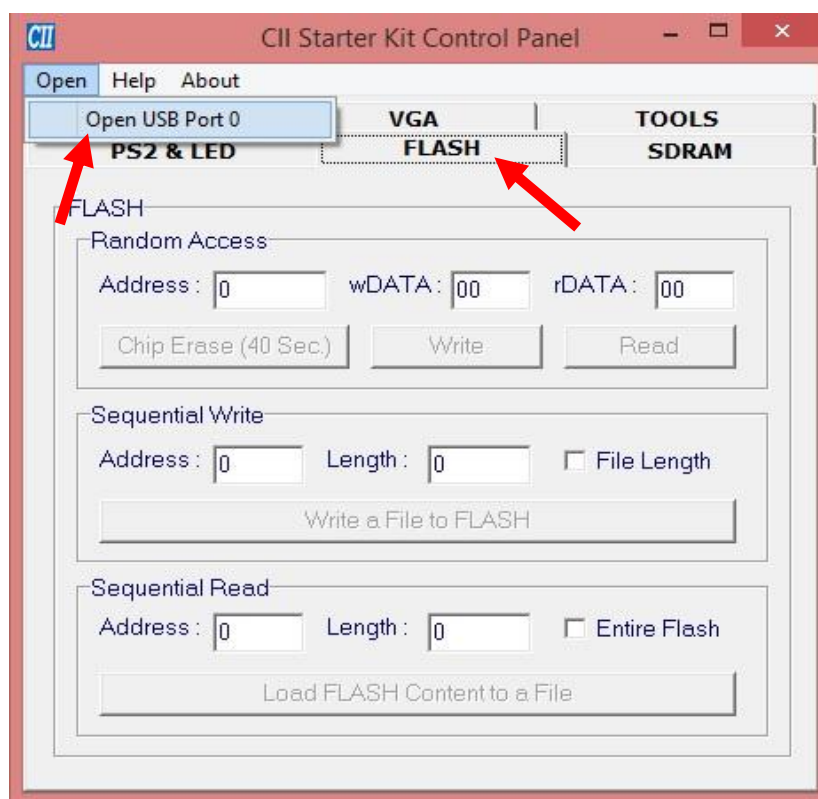 CII CII Starter Kit Control Panel
Open Help About
Open USB Port 0 VGA TOOLS
PS2 & LED FLASH SDRAM
FLASH
Random Access
Address : 0 wDATA : 00 rDATA : 00
Chip Erase (40 Sec.) Write Read
Sequential Write
Address : 0 Length : 0 File Length
Write a File to FLASH
Sequential Read
Address : 0 Length : 0 Entire Flash
Load FLASH Content to a File